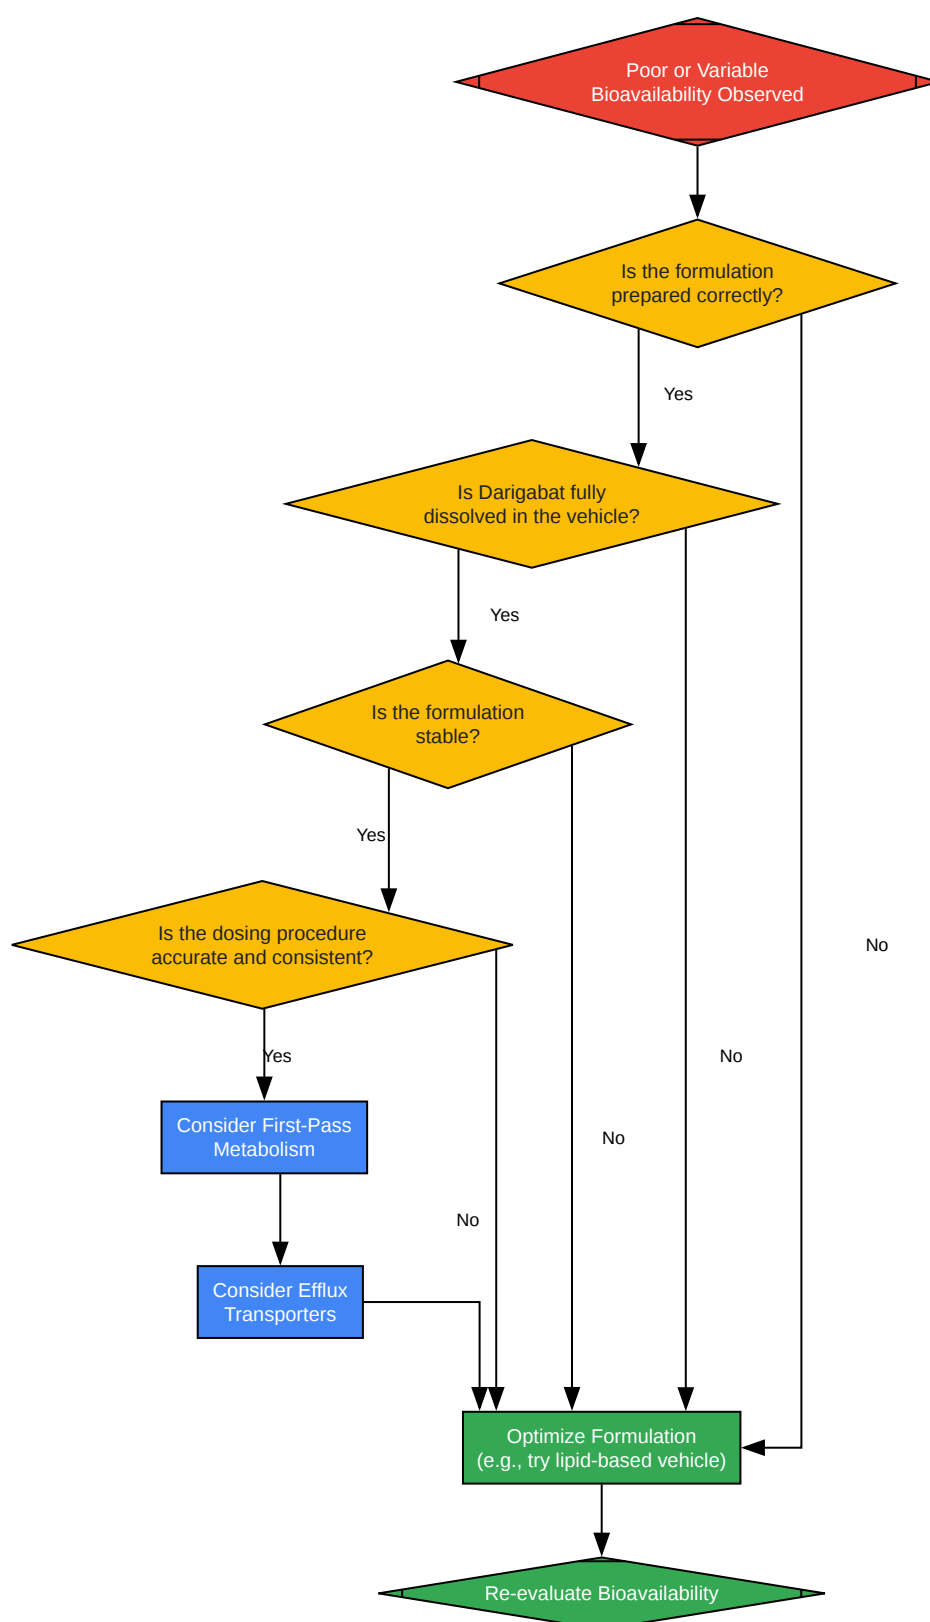 Poor or Variable
Bioavailability Observed
Is the formulation
prepared correctly?
Yes
Is Darigabat fully
dissolved in the vehicle?
Yes
Is the formulation
stable?
Yes
Is the dosing procedure
accurate and consistent?
No
Yes
No
Consider First-Pass
Metabolism
No
No
Consider Efflux
Transporters
Optimize Formulation
(e.g., try lipid-based vehicle)
Re-evaluate Bioavailability